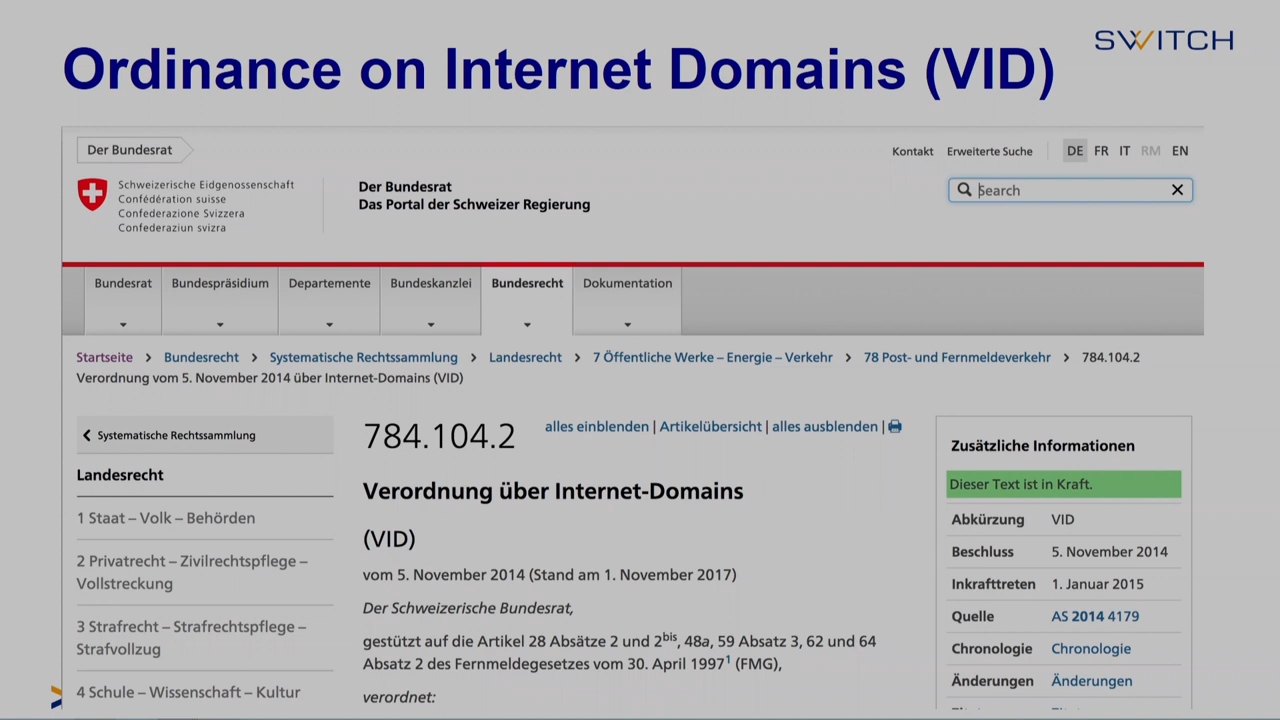 Ordinance on Internet Domains (VID)
SWITCH
Der Bundesrat
Kontakt Erweiterte Suche DE FR IT RM EN
Schweizerische Eidgenossenschaft
Confédération suisse
Confederazione Svizzera
Confederaziun svizra
Der Bundesrat
Das Portal der Schweizer Regierung
Search
Bundesrat Bundespräsidium Departemente Bundeskanzlei Bundesrecht Dokumentation
Startseite > Bundesrecht > Systematische Rechtssammlung > Landesrecht > 7 Öffentliche Werke – Energie – Verkehr > 78 Post- und Fernmeldeverkehr > 784.104.2
Verordnung vom 5. November 2014 über Internet-Domains (VID)
Systematische Rechtssammlung
Landesrecht
1 Staat – Volk – Behörden
2 Privatrecht – Zivilrechtspflege –
Vollstreckung
3 Strafrecht – Strafrechtspflege –
Strafvollzug
4 Schule – Wissenschaft – Kultur
784.104.2
alles einblenden | Artikelübersicht | alles ausblenden |
Verordnung über Internet-Domains
(VID)
vom 5. November 2014 (Stand am 1. November 2017)
Der Schweizerische Bundesrat,
gestützt auf die Artikel 28 Absätze 2 und 2bis, 48a, 59 Absatz 3, 62 und 64
Absatz 2 des Fernmeldegesetzes vom 30. April 19971 (FMG),
verordnet:
Zusätzliche Informationen
Dieser Text ist in Kraft.
Abkürzung VID
Beschluss 5. November 2014
Inkrafttreten 1. Januar 2015
Quelle AS 2014 4179
Chronologie Chronologie
Änderungen Änderungen